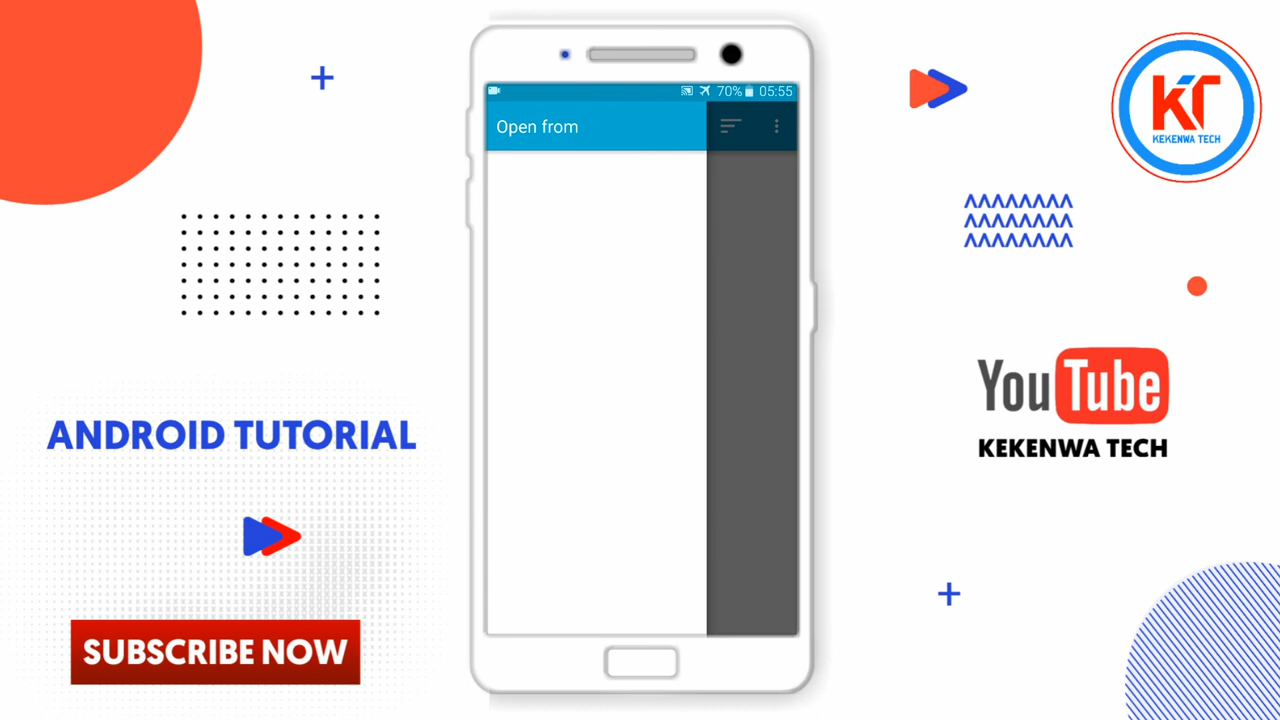 70% 05:55
Open from
KT
KEKENWA TECH
YouTube
KEKENWA TECH
ANDROID TUTORIAL
SUBSCRIBE NOW